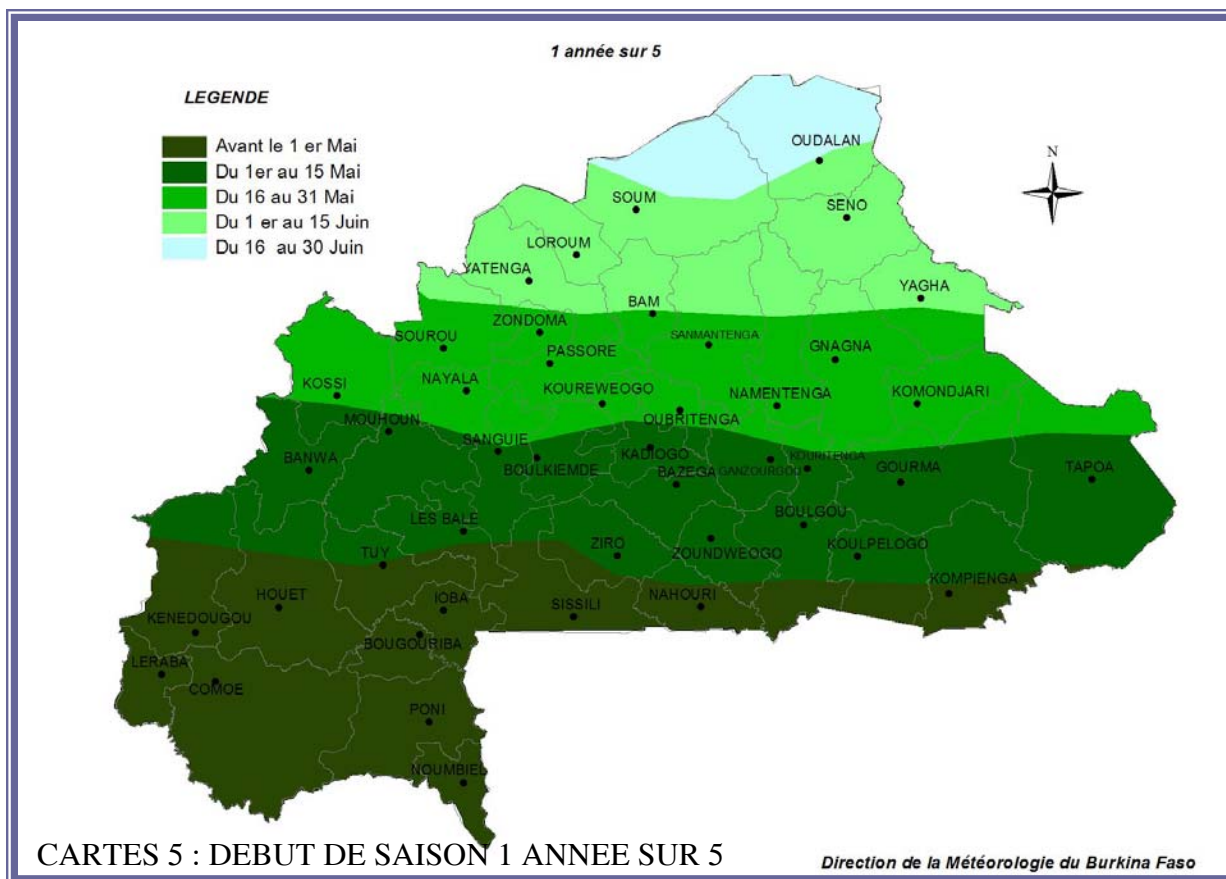 1 année sur 5
LEGENDE
Avant le 1 er Mai
Du 1er au 15 Mai
Du 16 au 31 Mai
Du 1 er au 15 Juin
Du 16 au 30 Juin
N
OUDALAN
SOUM
SENO
LOROUM
YATENGA
YAGHA
BAM
ZONDOMA
SANMANTENGA
SOUROU
PASSORE
GNAGNA
KOSSI
NAYALA
KOUREWEOGO
NAMENTENGA
KOMONDJARI
MOUHOUN
OUBRITENGA
SANGUIE
BANWA
BOULKIEMDE
KADIOGO
BAZEGA
GANZOURGOO
KOURITENGA
GOURMA
TAPOA
LES BALE
BOULGOU
TUY
ZIRO
ZOUNDWEOGO
KOULPELOGO
KOMPIENGA
HOUET
IOBA
SISSILI
NAHOURI
KENEDOUGOU
BOUGOURIBA
LERABA
COMOE
PONI
NOUMBIEL
CARTES 5 : DEBUT DE SAISON 1 ANNEE SUR 5
Direction de la Météorologie du Burkina Faso